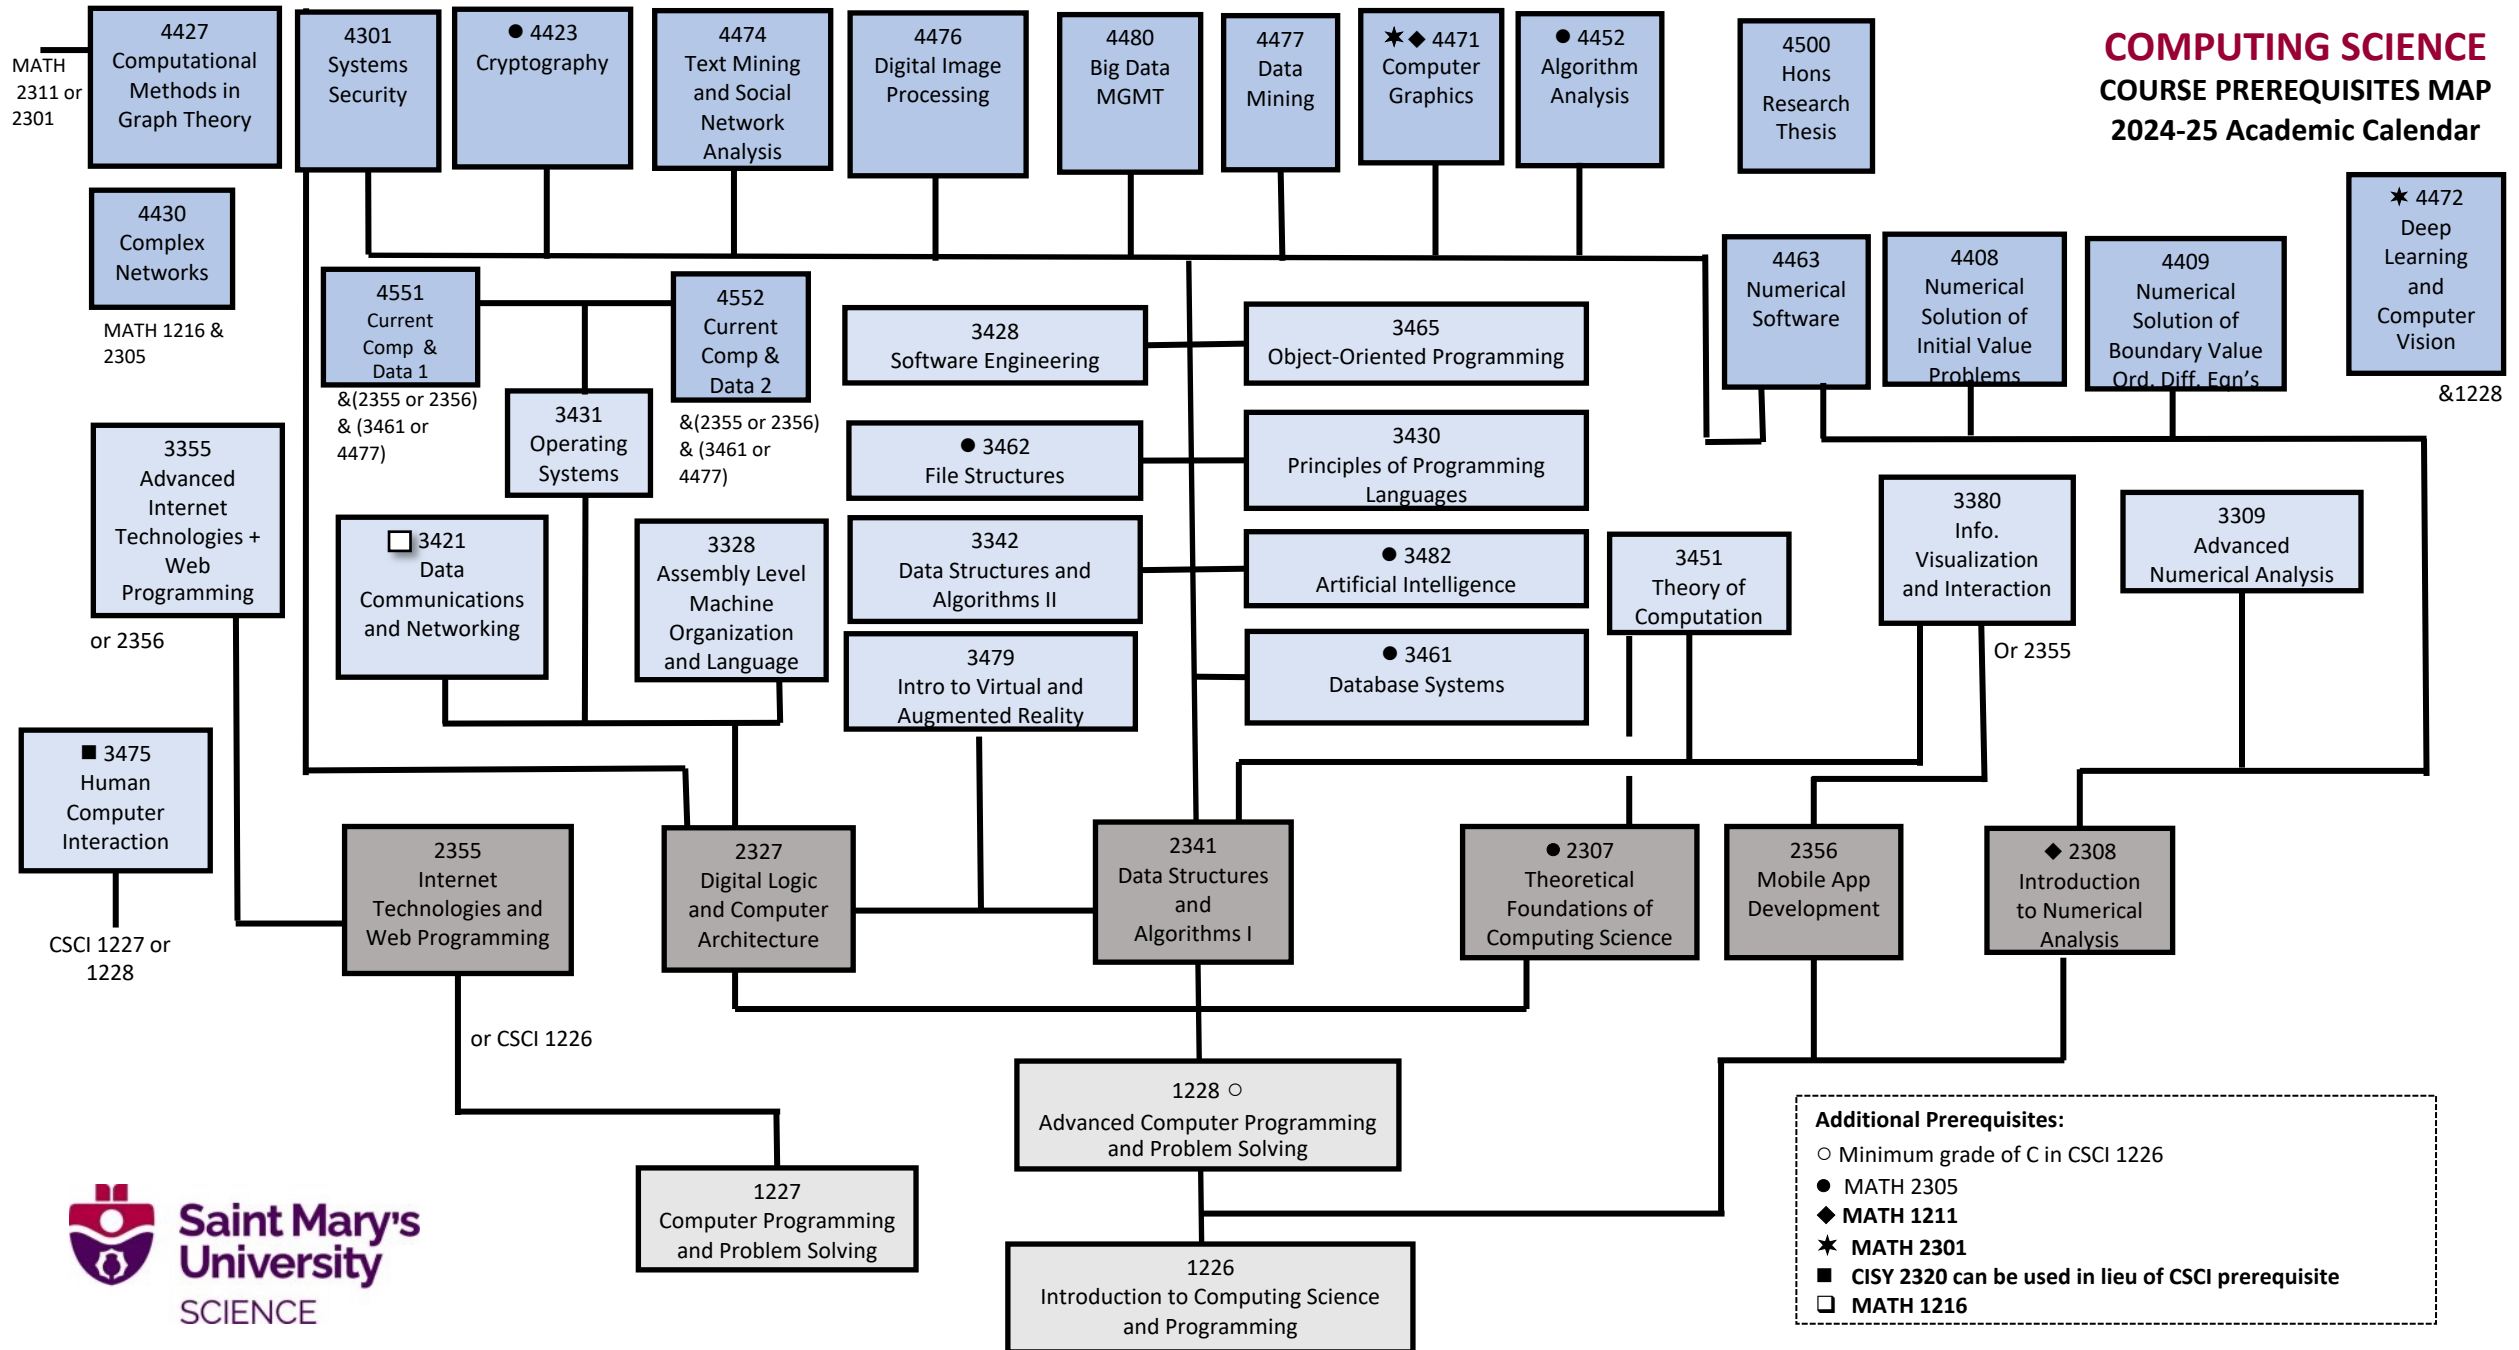 COMPUTING SCIENCE
COURSE PREREQUISITES MAP
2024-25 Academic Calendar
MATH
2311 or
2301
4427
Computational
Methods in
Graph Theory
4301
Systems
Security
● 4423
Cryptography
4474
Text Mining
and Social
Network
Analysis
4476
Digital Image
Processing
4480
Big Data
MGMT
4477
Data
Mining
✶◆ 4471
Computer
Graphics
● 4452
Algorithm
Analysis
4500
Hons
Research
Thesis
4430
Complex
Networks
MATH 1216 &
2305
4551
Current
Comp &
Data 1
&(2355 or 2356)
& (3461 or
4477)
4552
Current
Comp &
Data 2
&(2355 or 2356)
& (3461 or
4477)
4463
Numerical
Software
4408
Numerical
Solution of
Initial Value
Problems
4409
Numerical
Solution of
Boundary Value
Ord. Diff. Eqn's
✶ 4472
Deep
Learning
and
Computer
Vision
&1228
3428
Software Engineering
3465
Object-Oriented Programming
3431
Operating
Systems
● 3462
File Structures
3430
Principles of Programming
Languages
3355
Advanced
Internet
Technologies +
Web
Programming
or 2356
❑ 3421
Data
Communications
and Networking
3328
Assembly Level
Machine
Organization
and Language
3342
Data Structures and
Algorithms II
● 3482
Artificial Intelligence
3451
Theory of
Computation
3380
Info.
Visualization
and Interaction
Or 2355
3309
Advanced
Numerical Analysis
3479
Intro to Virtual and
Augmented Reality
● 3461
Database Systems
■ 3475
Human
Computer
Interaction
CSCI 1227 or
1228
2355
Internet
Technologies and
Web Programming
or CSCI 1226
2327
Digital Logic
and Computer
Architecture
2341
Data Structures
and
Algorithms I
● 2307
Theoretical
Foundations of
Computing Science
2356
Mobile App
Development
◆ 2308
Introduction
to Numerical
Analysis
1228 ○
Advanced Computer Programming
and Problem Solving
1227
Computer Programming
and Problem Solving
1226
Introduction to Computing Science
and Programming
Additional Prerequisites:
○ Minimum grade of C in CSCI 1226
● MATH 2305
◆ MATH 1211
✶ MATH 2301
■ CISY 2320 can be used in lieu of CSCI prerequisite
❑ MATH 1216
Saint Mary's
University
SCIENCE